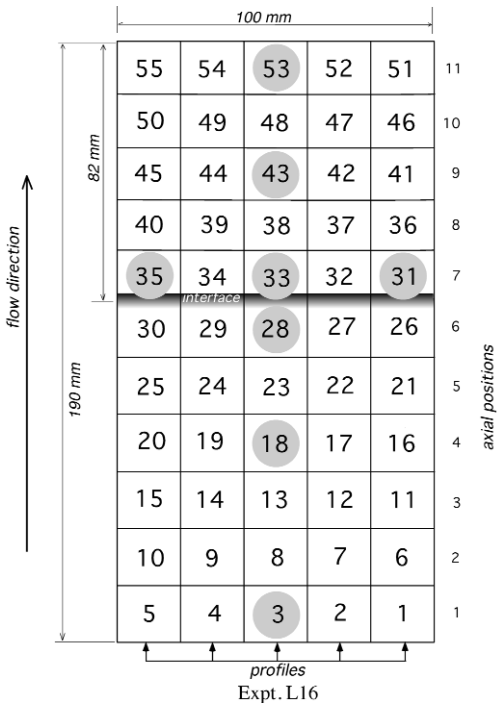 100 mm
55 54 53 52 51 11
50 49 48 47 46 10
82 mm
45 44 43 42 41 9
40 39 38 37 36 8
flow direction
35 34 33 32 31 7
interface
30 29 28 27 26 6
190 mm
25 24 23 22 21 5
axial positions
20 19 18 17 16 4
15 14 13 12 11 3
10 9 8 7 6 2
5 4 3 2 1 1
profiles
Expt. L16